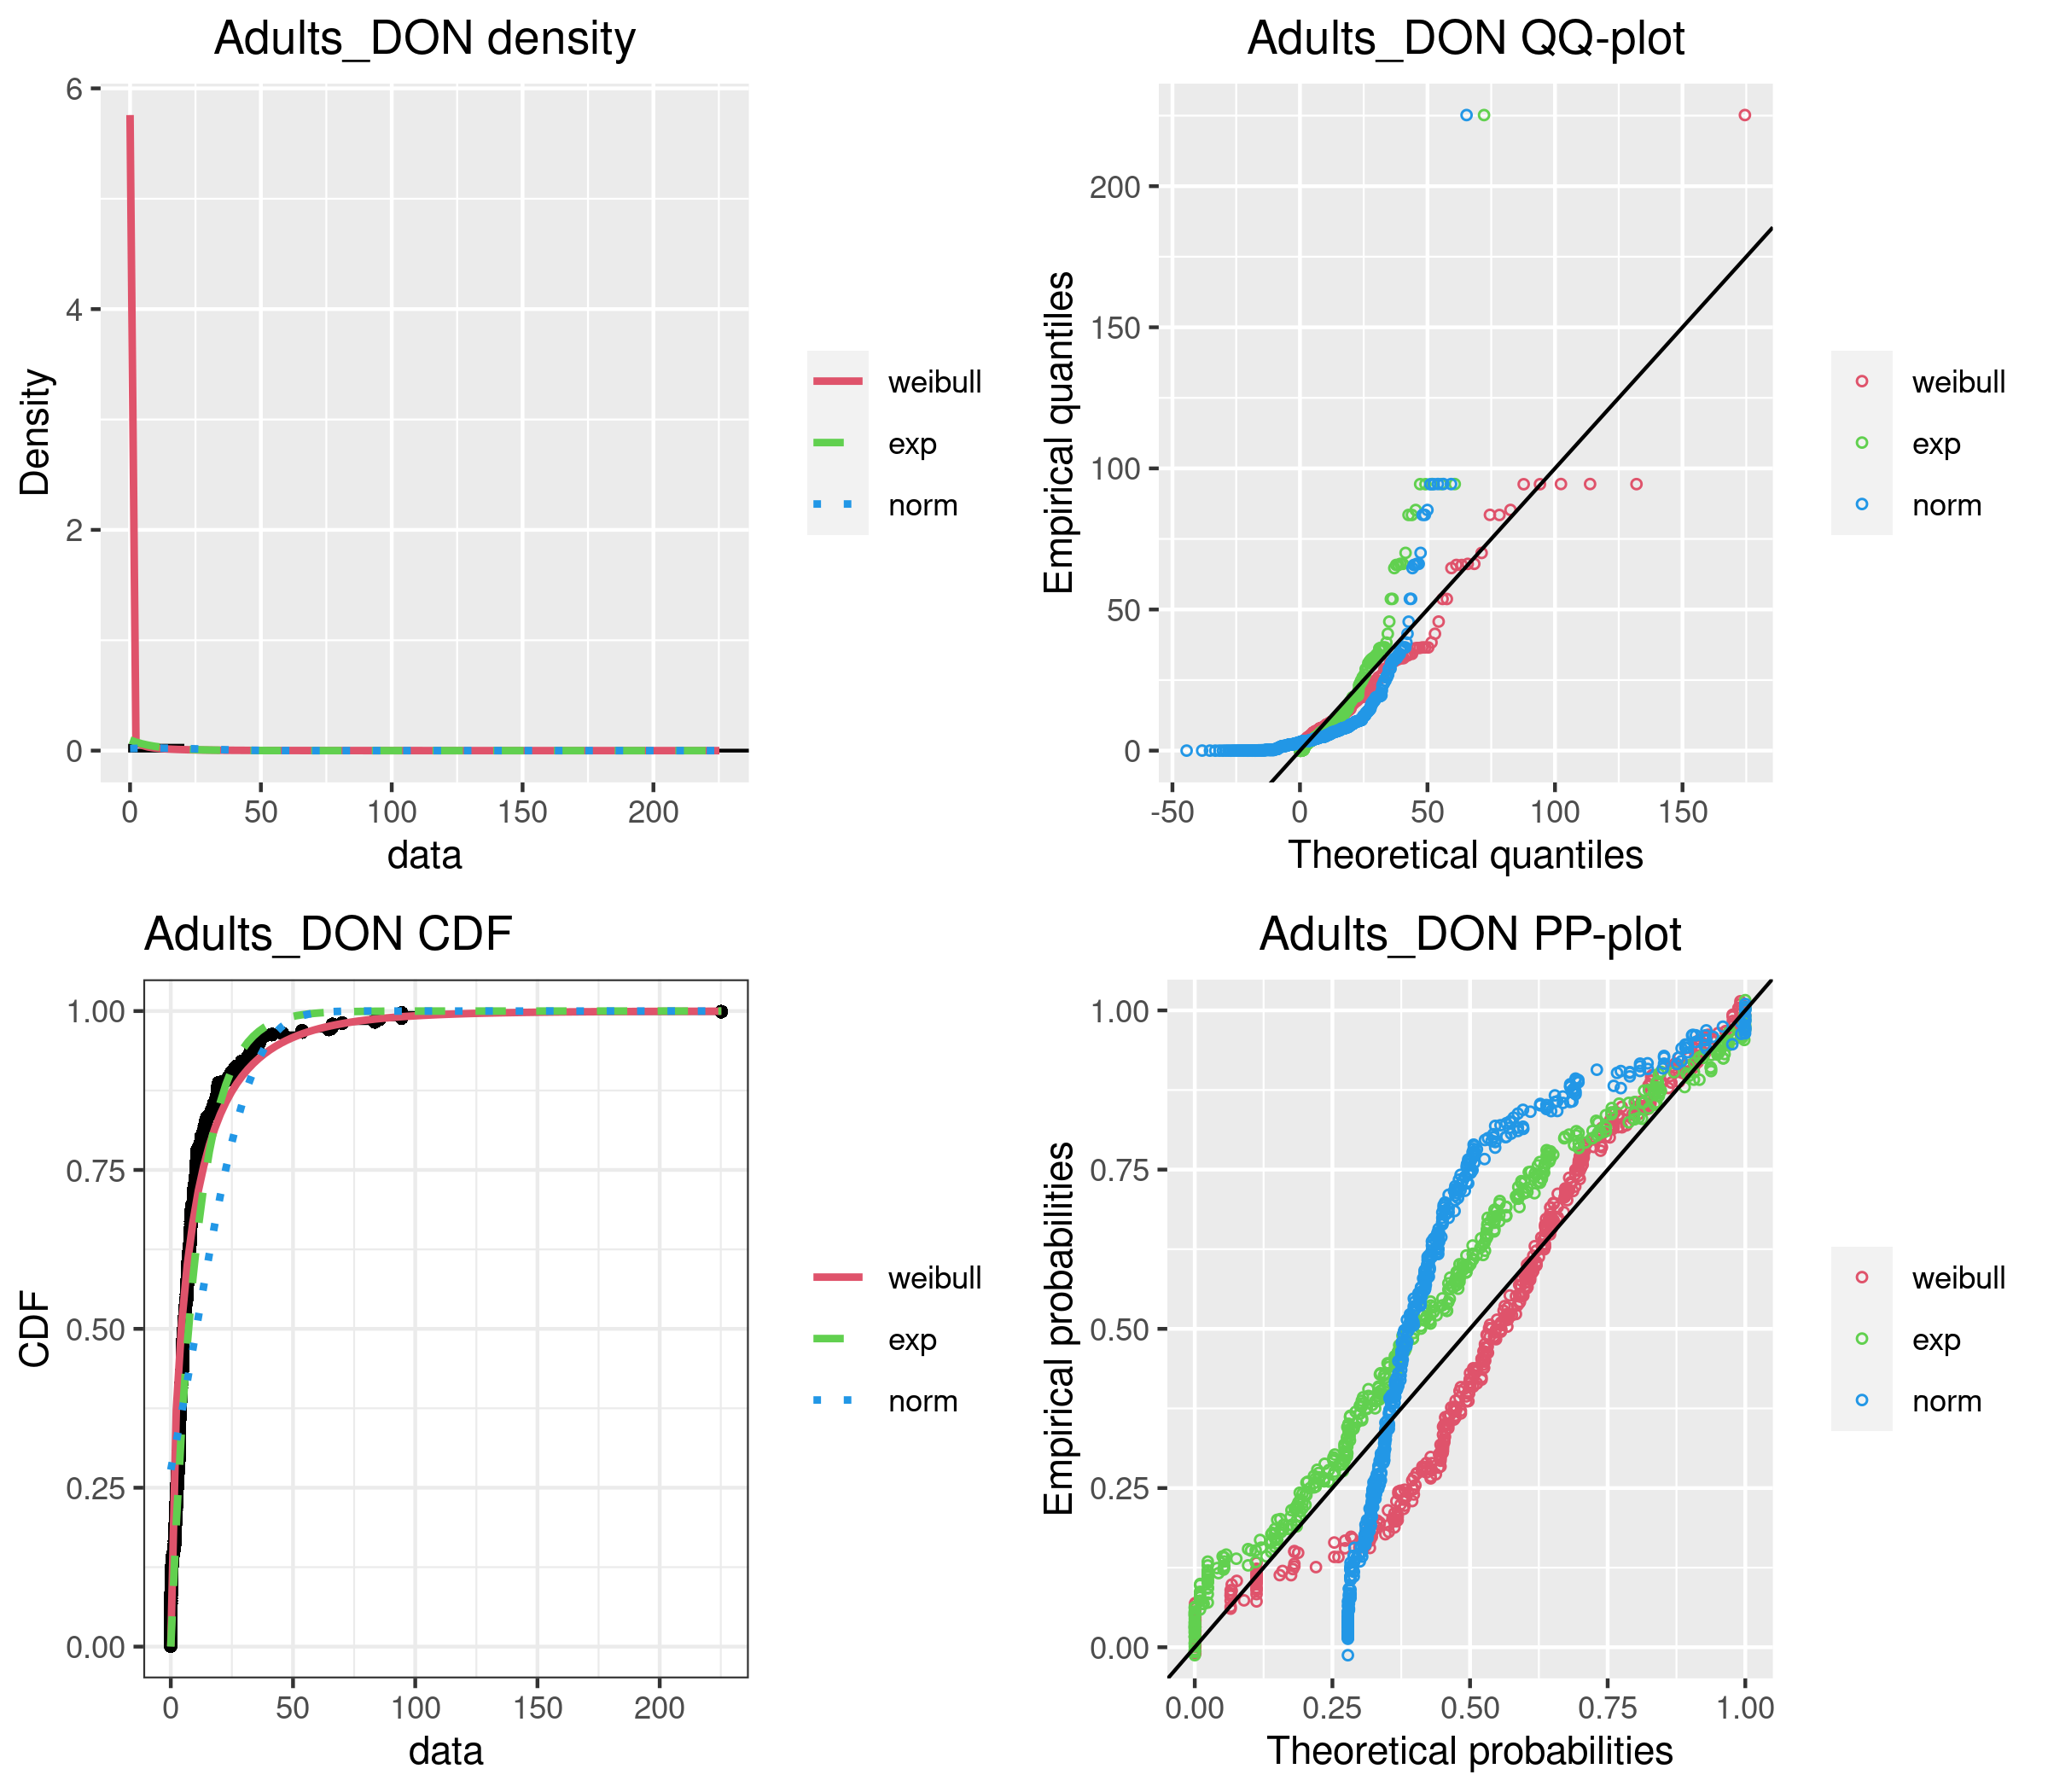 Adults_DON density
Density
6
4
2
0
0 50 100 150 200
data
weibull
exp
norm
Adults_DON QQ-plot
Empirical quantiles
200
150
100
50
0
-50 0 50 100 150
Theoretical quantiles
weibull
exp
norm
Adults_DON CDF
CDF
1.00
0.75
0.50
0.25
0.00
0 50 100 150 200
data
weibull
exp
norm
Adults_DON PP-plot
Empirical probabilities
1.00
0.75
0.50
0.25
0.00
0.00 0.25 0.50 0.75 1.00
Theoretical probabilities
weibull
exp
norm